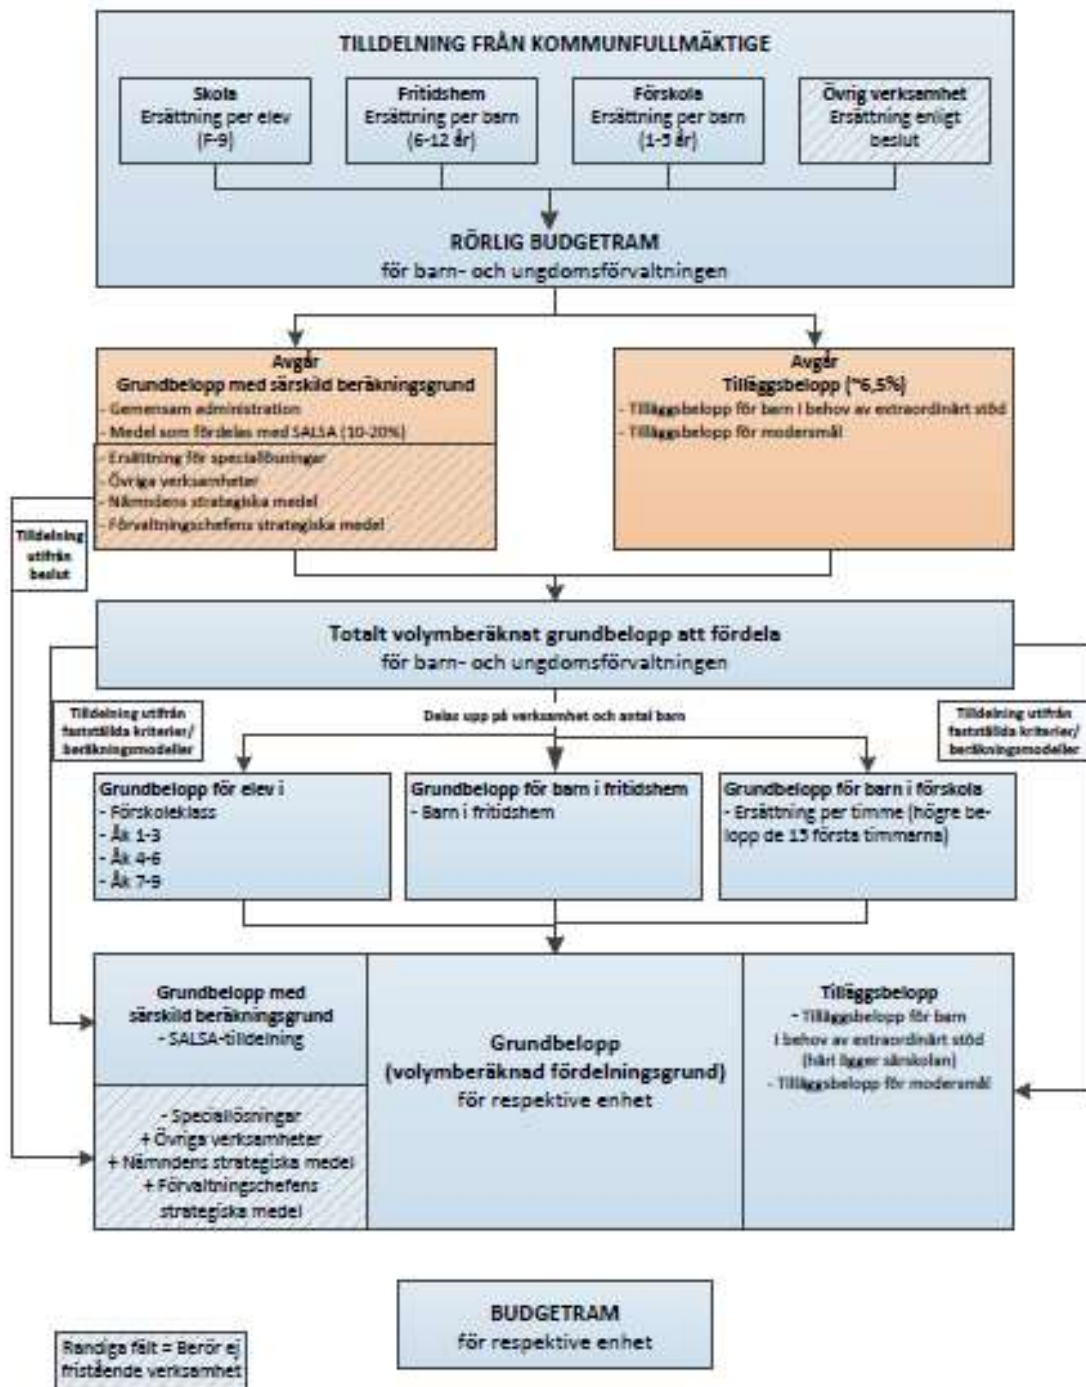 TILLDELNING FRÅN KOMMUNFULLMÄKTIGE
Skola
Ersättning per elev
(F-9)
Fritidshem
Ersättning per barn
(6-12 år)
Förskola
Ersättning per barn
(1-5 år)
Övrig verksamhet
Ersättning enligt
beslut
RÖRLIG BUDGETRAM
för barn- och ungdomsförvaltningen
Avgår
Grundbelopp med särskild beräkningsgrund
- Gemensam administration
- Medel som fördelas med SALSA (10-20%)
- Ersättning för speciallösningar
- Övriga verksamheter
- Nämndens strategiska medel
- Förvaltningschefens strategiska medel
Avgår
Tilläggsbelopp (~6,5%)
- Tilläggsbelopp för barn i behov av extraordinärt stöd
- Tilläggsbelopp för modersmål
Tilldelning
utifrån
beslut
Totalt volymberäknat grundbelopp att fördela
för barn- och ungdomsförvaltningen
Tilldelning utifrån
fastställda kriterier/
beräkningsmodeller
Delas upp på verksamhet och antal barn
Tilldelning utifrån
fastställda kriterier/
beräkningsmodeller
Grundbelopp för elev i
- Förskoleklass
- Åk 1-3
- Åk 4-6
- Åk 7-9
Grundbelopp för barn i fritidshem
- Barn i fritidshem
Grundbelopp för barn i förskola
- Ersättning per timme (högre be-
lopp de 15 första timmarna)
Grundbelopp med
särskild beräkningsgrund
- SALSA-tilldelning
- Speciallösningar
+ Övriga verksamheter
+ Nämndens strategiska medel
+ Förvaltningschefens
strategiska medel
Grundbelopp
(volymberäknad fördelningsgrund)
för respektive enhet
Tilläggsbelopp
- Tilläggsbelopp för barn
i behov av extraordinärt stöd
(häri ligger särskolan)
- Tilläggsbelopp för modersmål
BUDGETRAM
för respektive enhet
Randiga fält = Berör ej
fristående verksamhet